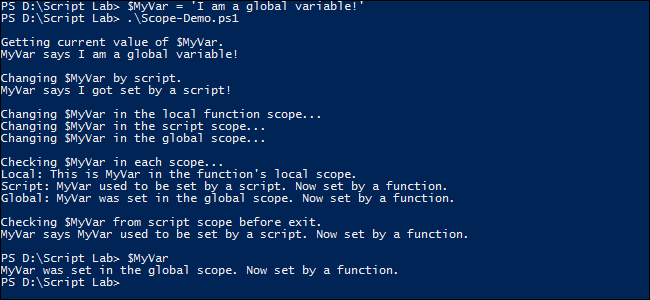 PS D:\Script Lab> $MyVar = 'I am a global variable!'
PS D:\Script Lab> .\Scope-Demo.ps1
Getting current value of $MyVar.
MyVar says I am a global variable!
Changing $MyVar by script.
MyVar says I got set by a script!
Changing $MyVar in the local function scope...
Changing $MyVar in the script scope...
Changing $MyVar in the global scope...
Checking $MyVar in each scope...
Local: This is MyVar in the function's local scope.
Script: MyVar used to be set by a script. Now set by a function.
Global: MyVar was set in the global scope. Now set by a function.
Checking $MyVar from script scope before exit.
MyVar says MyVar used to be set by a script. Now set by a function.
PS D:\Script Lab> $MyVar
MyVar was set in the global scope. Now set by a function.
PS D:\Script Lab>